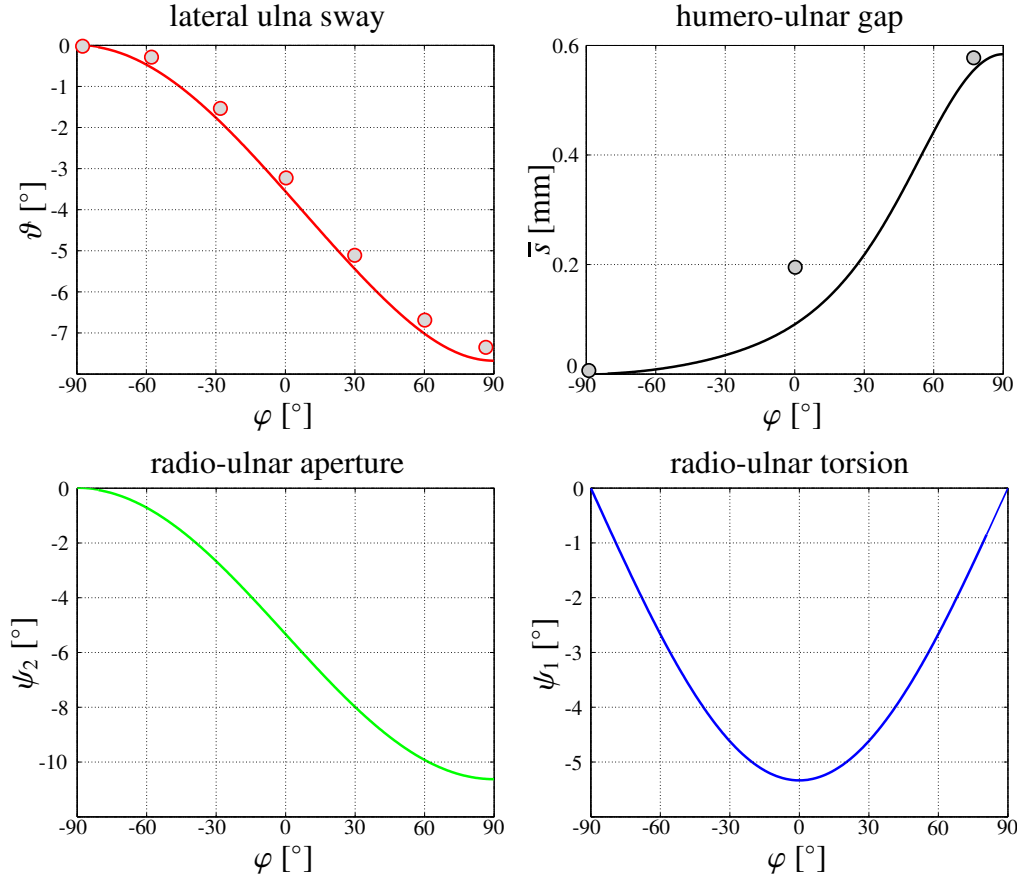 lateral ulna sway
0
-1
-2
-3
-4
-5
-6
-7
ϑ [°]
-90 -60 -30 0 30 60 90
φ [°]
humero-ulnar gap
0.6
0.4
0.2
0
s̅ [mm]
-90 -60 -30 0 30 60 90
φ [°]
radio-ulnar aperture
0
-2
-4
-6
-8
-10
ψ₂ [°]
-90 -60 -30 0 30 60 90
φ [°]
radio-ulnar torsion
0
-1
-2
-3
-4
-5
ψ₁ [°]
-90 -60 -30 0 30 60 90
φ [°]